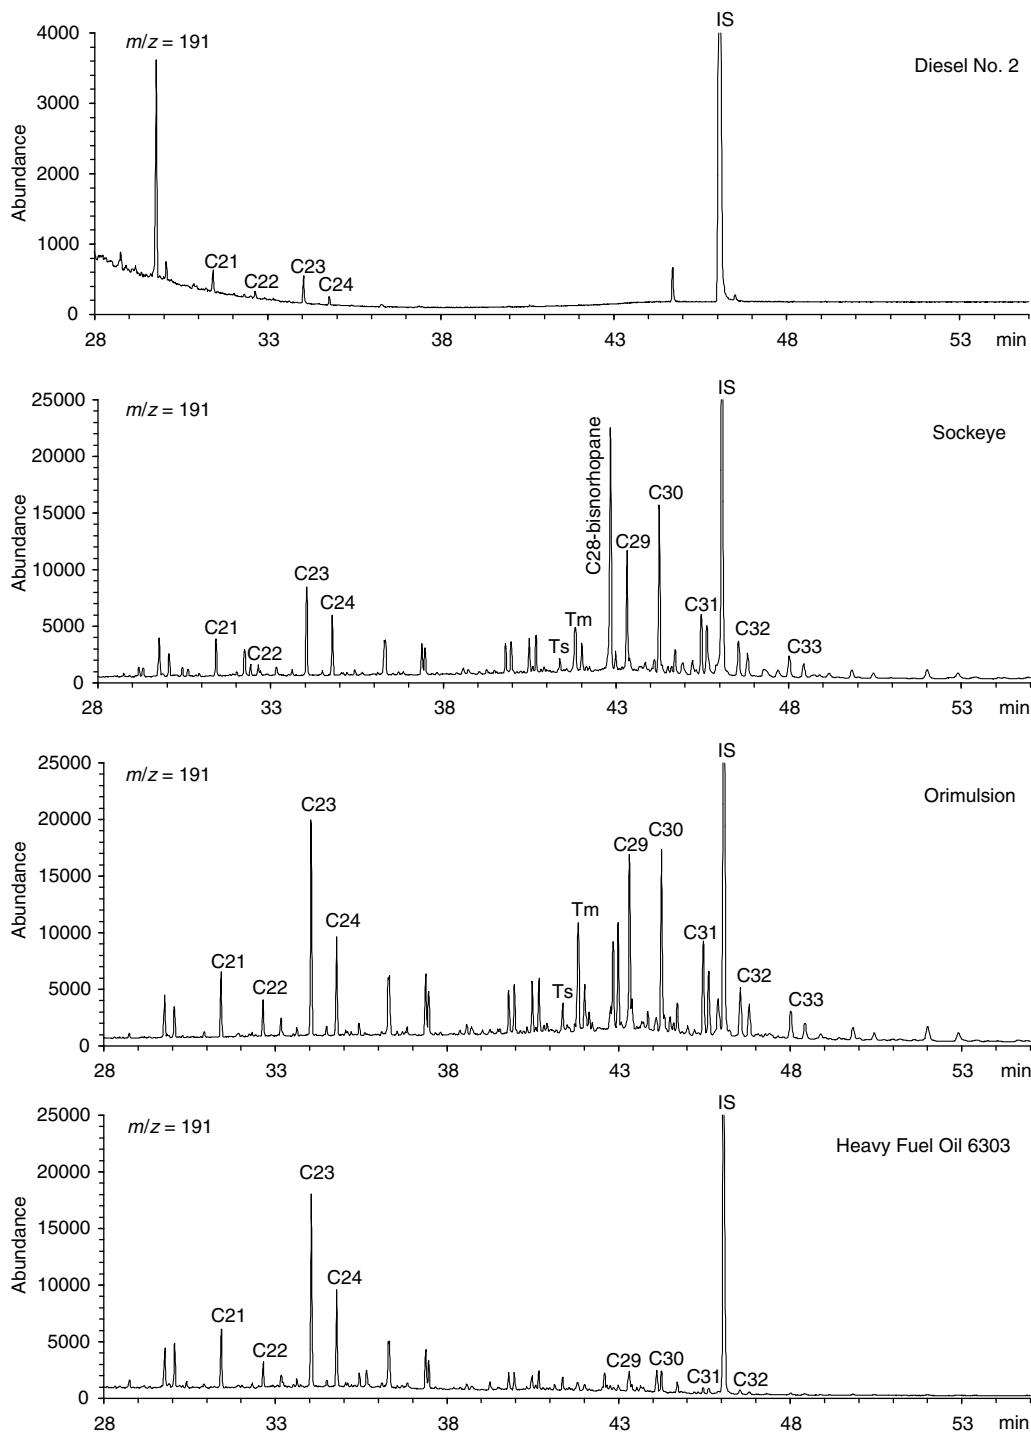 IS
4000
m/z = 191
Diesel No. 2
3000
Abundance
2000
1000
C21
C22
C23
C24
0
28 33 38 43 48 53 min
IS
25000
m/z = 191
Sockeye
20000
C28-bisnorhopane
Abundance
15000
C30
C29
10000
C23
C24
5000
C21
C22
Ts
Tm
C31
C32
C33
0
28 33 38 43 48 53 min
IS
25000
m/z = 191
Orimulsion
20000
C23
C29
C30
Abundance
15000
Tm
10000
C24
C31
C21
C22
Ts
C32
C33
5000
0
28 33 38 43 48 53 min
IS
25000
m/z = 191
Heavy Fuel Oil 6303
20000
C23
Abundance
15000
10000
C24
C21
5000
C22
C29
C30
C31
C32
0
28 33 38 43 48 53 min